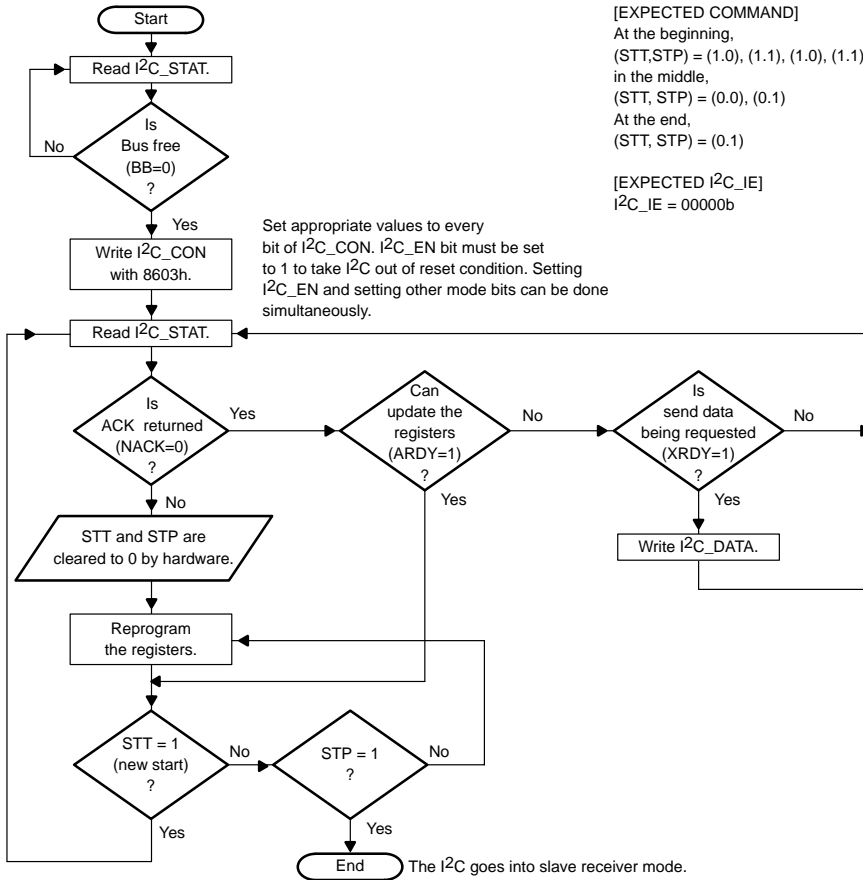 Start
Read I2C_STAT.
Is
Bus free
(BB=0)
?
No
Yes
Write I2C_CON
with 8603h.
[EXPECTED COMMAND]
At the beginning,
(STT,STP) = (1.0), (1.1), (1.0), (1.1)
in the middle,
(STT, STP) = (0.0), (0.1)
At the end,
(STT, STP) = (0.1)
[EXPECTED I2C_IE]
I2C_IE = 00000b
Set appropriate values to every
bit of I2C_CON. I2C_EN bit must be set
to 1 to take I2C out of reset condition. Setting
I2C_EN and setting other mode bits can be done
simultaneously.
Read I2C_STAT.
Is
ACK returned
(NACK=0)
?
Yes
No
Can
update the
registers
(ARDY=1)
?
No
Yes
Is
send data
being requested
(XRDY=1)
?
No
Yes
Write I2C_DATA.
STT and STP are
cleared to 0 by hardware.
Reprogram
the registers.
STT = 1
(new start)
?
No
Yes
STP = 1
?
No
Yes
End
The I2C goes into slave receiver mode.